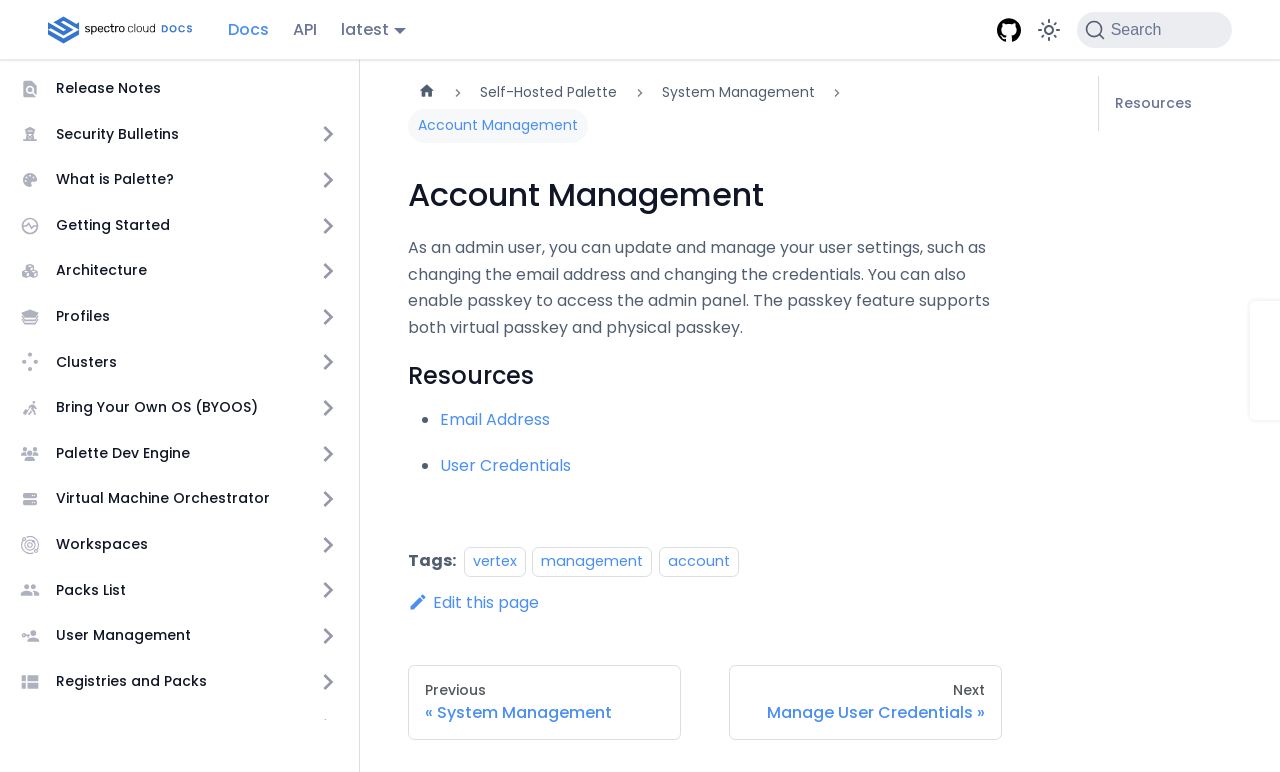 spectro cloud DOCS
Docs
API
latest
Search
Release Notes
Security Bulletins
What is Palette?
Getting Started
Architecture
Profiles
Clusters
Bring Your Own OS (BYOOS)
Palette Dev Engine
Virtual Machine Orchestrator
Workspaces
Packs List
User Management
Registries and Packs
Self-Hosted Palette
System Management
Account Management
Account Management
As an admin user, you can update and manage your user settings, such as
changing the email address and changing the credentials. You can also
enable passkey to access the admin panel. The passkey feature supports
both virtual passkey and physical passkey.
Resources
Email Address
User Credentials
Tags: vertex management account
Edit this page
Previous
« System Management
Next
Manage User Credentials »
Resources